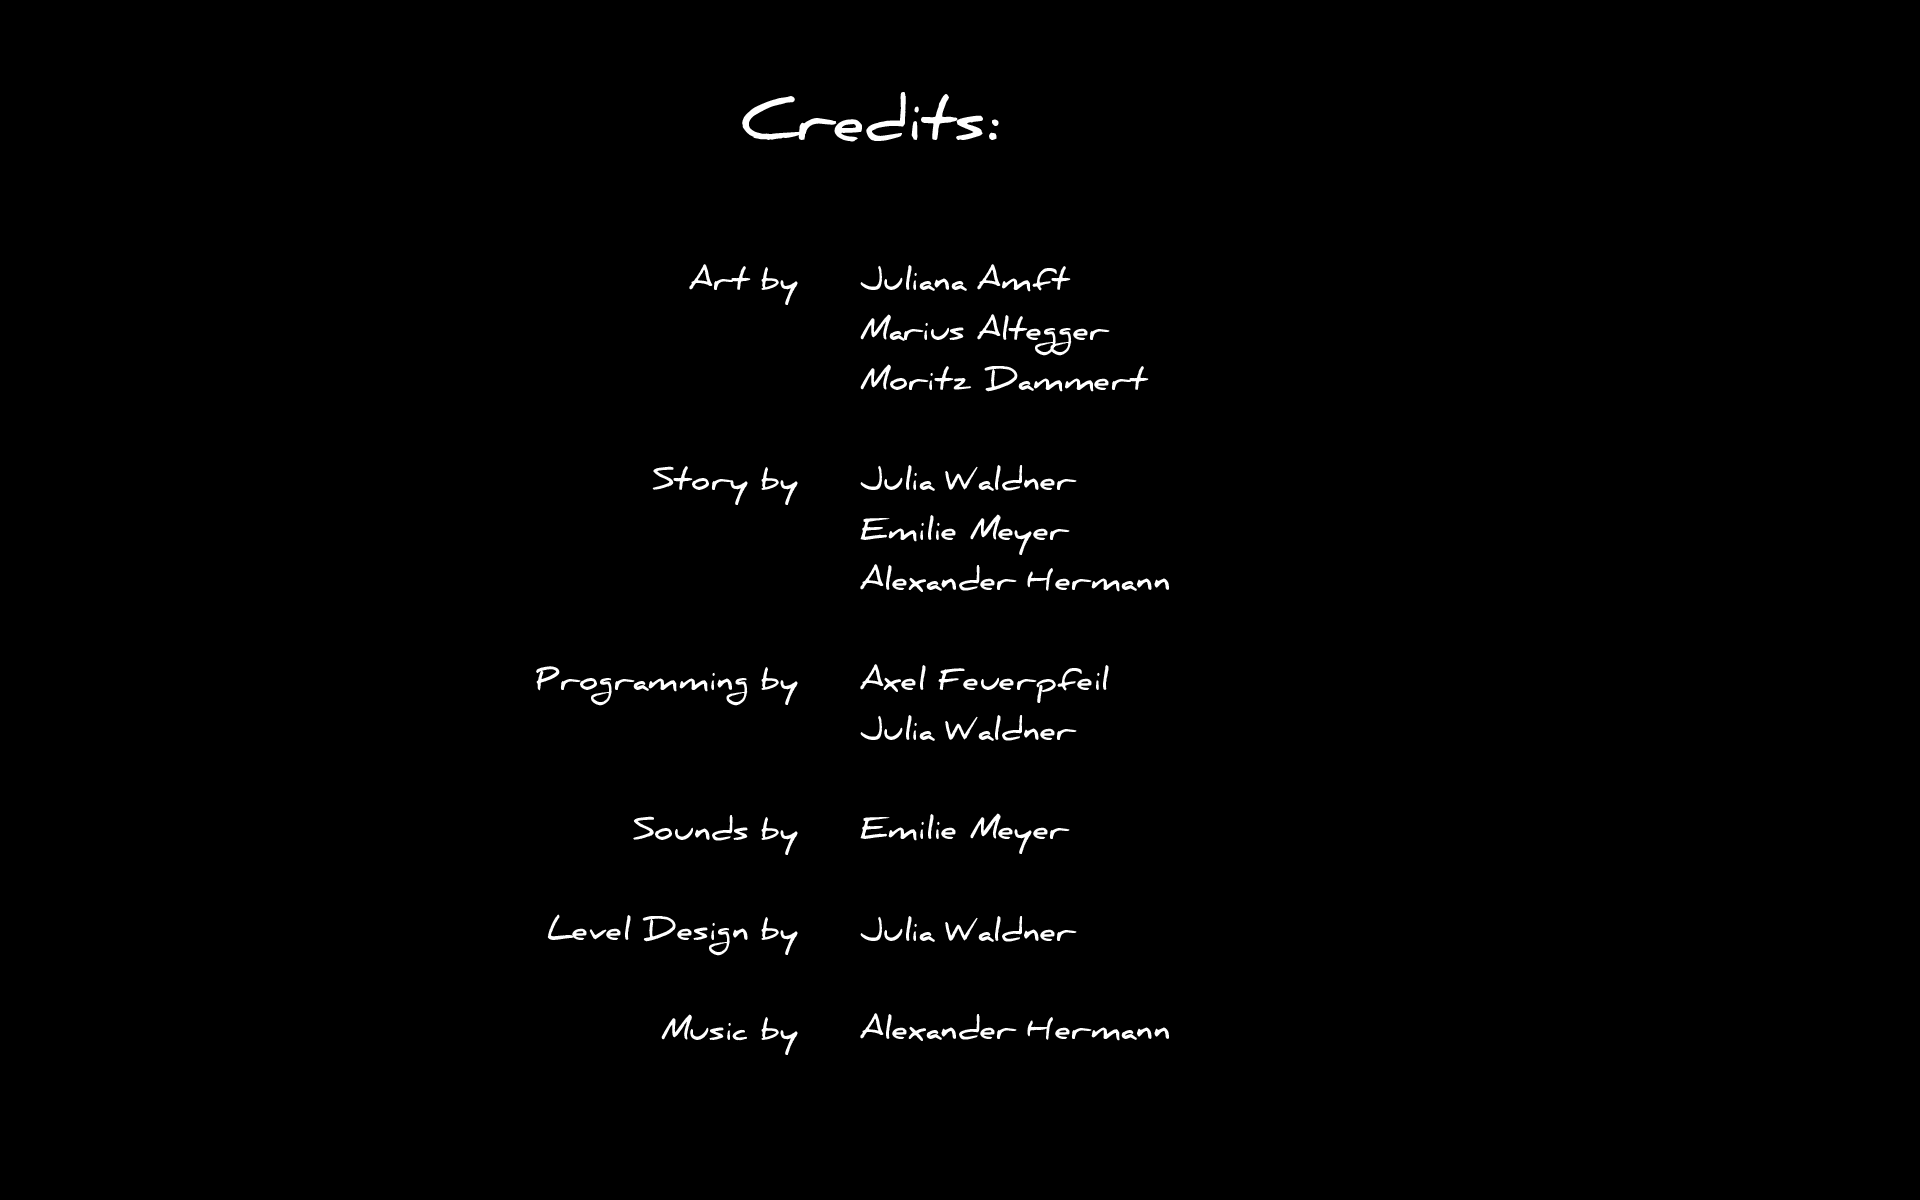 Credits:
Art by Juliana Amft
Marius Altegger
Moritz Dammert
Story by Julia Waldner
Emilie Meyer
Alexander Hermann
Programming by Axel Feuerpfeil
Julia Waldner
Sounds by Emilie Meyer
Level Design by Julia Waldner
Music by Alexander Hermann